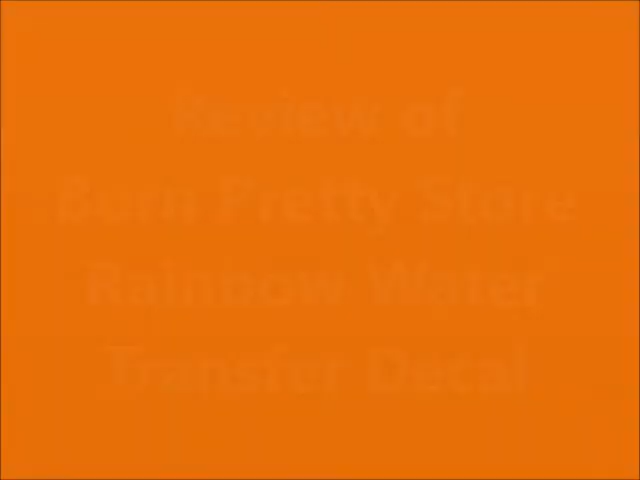 Review of
Born Pretty Store
Rainbow Water
Transfer Decal